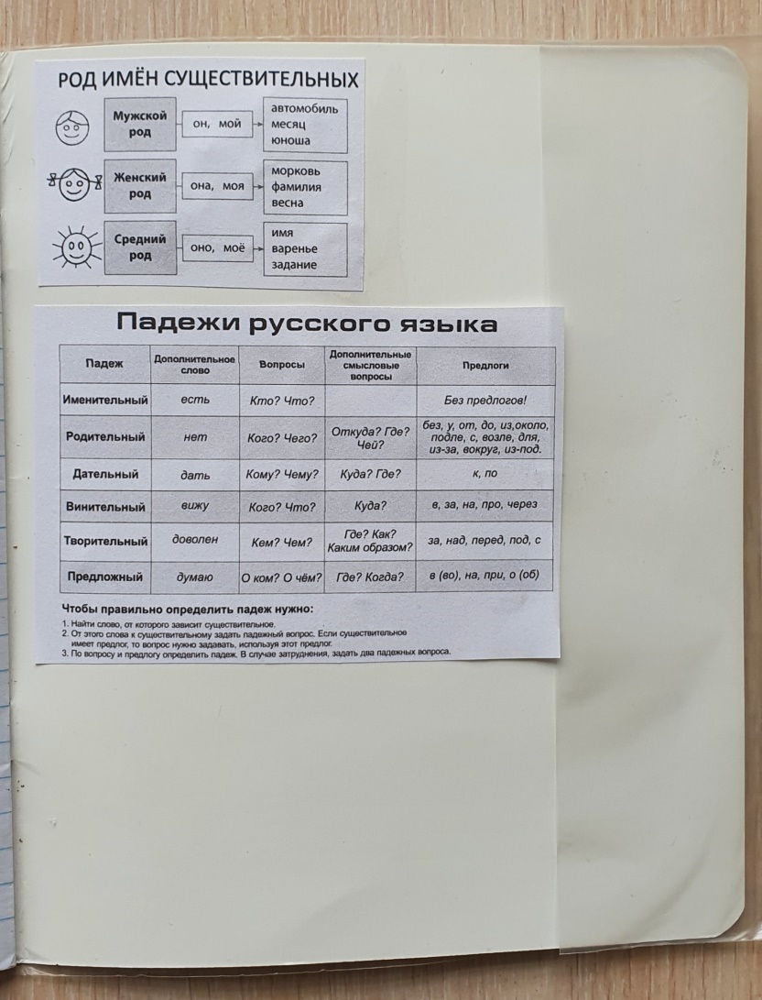 РОД ИМЁН СУЩЕСТВИТЕЛЬНЫХ
Мужской
род
он, мой
автомобиль
месяц
юноша
Женский
род
она, моя
морковь
фамилия
весна
Средний
род
оно, моё
имя
варенье
задание
Падежи русского языка
Падеж
Дополнительное
слово
Вопросы
Дополнительные
смысловые
вопросы
Предлоги
Именительный
есть
Кто? Что?
Без предлогов!
Родительный
нет
Кого? Чего?
Откуда? Где?
Чей?
без, у, от, до, из,около,
подле, с, возле, для,
из-за, вокруг, из-под.
Дательный
дать
Кому? Чему?
Куда? Где?
к, по
Винительный
вижу
Кого? Что?
Куда?
в, за, на, про, через
Творительный
доволен
Кем? Чем?
Где? Как?
Каким образом?
за, над, перед, под, с
Предложный
думаю
О ком? О чём?
Где? Когда?
в (во), на, при, о (об)
Чтобы правильно определить падеж нужно:
1. Найти слово, от которого зависит существительное.
2. От этого слова к существительному задать падежный вопрос. Если существительное
имеет предлог, то вопрос нужно задавать, используя этот предлог.
3. По вопросу и предлогу определить падеж. В случае затруднения, задать два падежных вопроса.